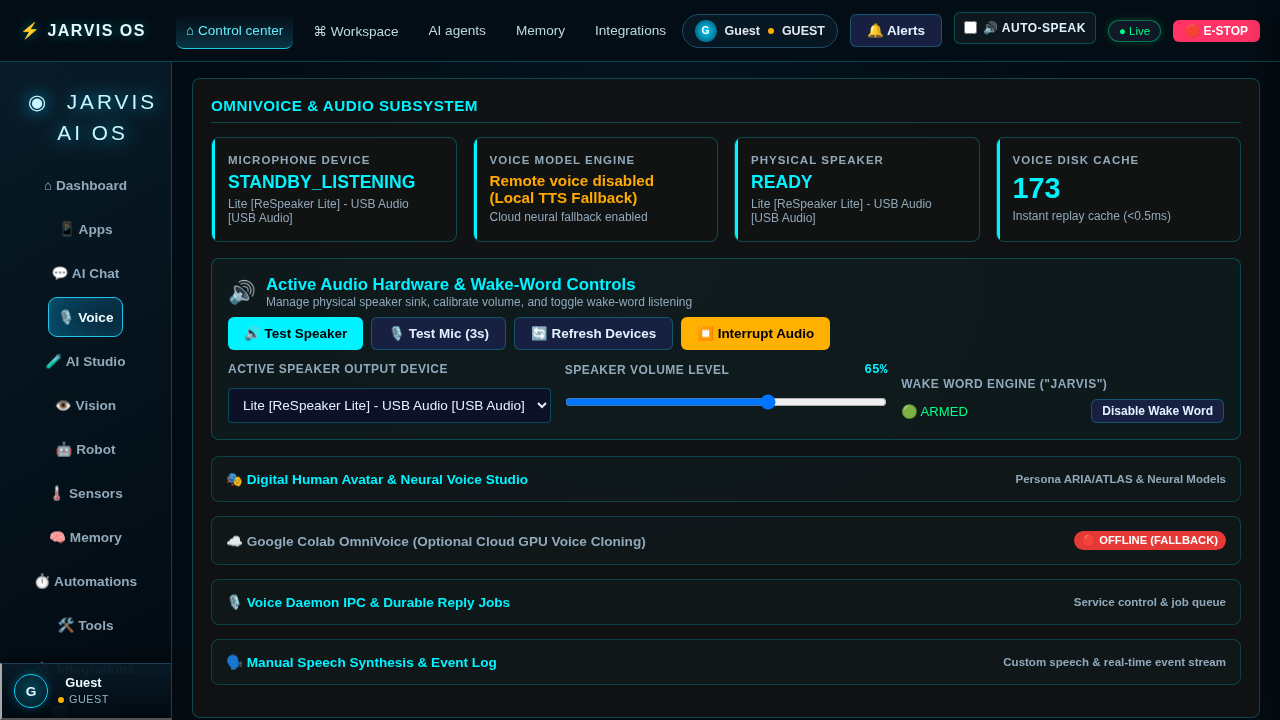 ⚡ JARVIS OS
⌂ Control center
⌘ Workspace
AI agents
Memory
Integrations
G Guest ● GUEST
🔔 Alerts
🔊 AUTO-SPEAK
● Live
🛑 E-STOP
◉ JARVIS
AI OS
⌂ Dashboard
📱 Apps
💬 AI Chat
🎙️ Voice
🧪 AI Studio
👁️ Vision
🤖 Robot
🌡️ Sensors
🧠 Memory
⏱️ Automations
🛠️ Tools
Integrations
G Guest
● GUEST
OMNIVOICE & AUDIO SUBSYSTEM
MICROPHONE DEVICE
STANDBY_LISTENING
Lite [ReSpeaker Lite] - USB Audio
[USB Audio]
VOICE MODEL ENGINE
Remote voice disabled
(Local TTS Fallback)
Cloud neural fallback enabled
PHYSICAL SPEAKER
READY
Lite [ReSpeaker Lite] - USB Audio
[USB Audio]
VOICE DISK CACHE
173
Instant replay cache (<0.5ms)
🔊 Active Audio Hardware & Wake-Word Controls
Manage physical speaker sink, calibrate volume, and toggle wake-word listening
🔊 Test Speaker
🎙️ Test Mic (3s)
🔄 Refresh Devices
⏹️ Interrupt Audio
ACTIVE SPEAKER OUTPUT DEVICE
Lite [ReSpeaker Lite] - USB Audio [USB Audio]
SPEAKER VOLUME LEVEL 65%
WAKE WORD ENGINE ("JARVIS")
🟢 ARMED
Disable Wake Word
🎭 Digital Human Avatar & Neural Voice Studio
Persona ARIA/ATLAS & Neural Models
☁️ Google Colab OmniVoice (Optional Cloud GPU Voice Cloning)
🔴 OFFLINE (FALLBACK)
🎙️ Voice Daemon IPC & Durable Reply Jobs
Service control & job queue
🗣️ Manual Speech Synthesis & Event Log
Custom speech & real-time event stream